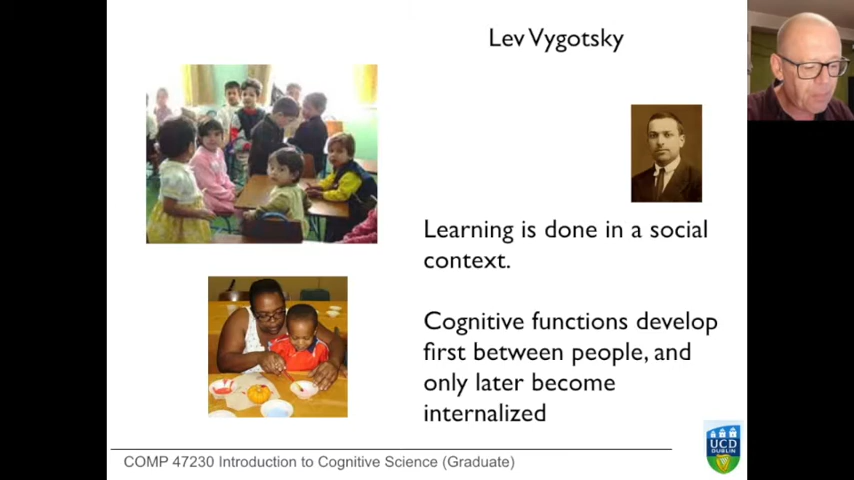 Lev Vygotsky
Learning is done in a social
context.
Cognitive functions develop
first between people, and
only later become
internalized
COMP 47230 Introduction to Cognitive Science (Graduate)
UCD
DUBLIN